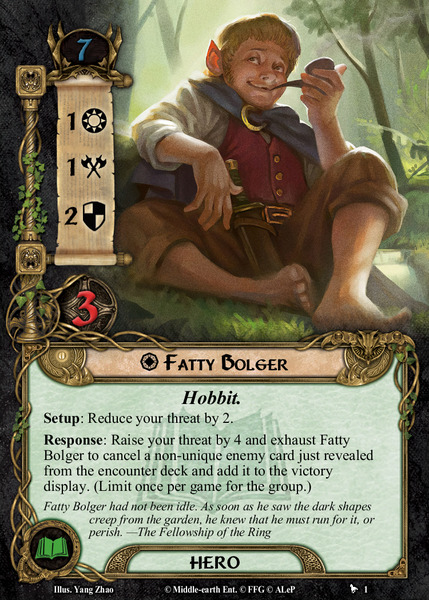 7
1
1
2
3
Fatty Bolger
Hobbit.
Setup: Reduce your threat by 2.
Response: Raise your threat by 4 and exhaust Fatty
Bolger to cancel a non-unique enemy card just revealed
from the encounter deck and add it to the victory
display. (Limit once per game for the group.)
Fatty Bolger had not been idle. As soon as he saw the dark shapes
creep from the garden, he knew that he must run for it, or
perish. —The Fellowship of the Ring
HERO
Illus. Yang Zhao © Middle-earth Ent. © FFG © ALeP 1